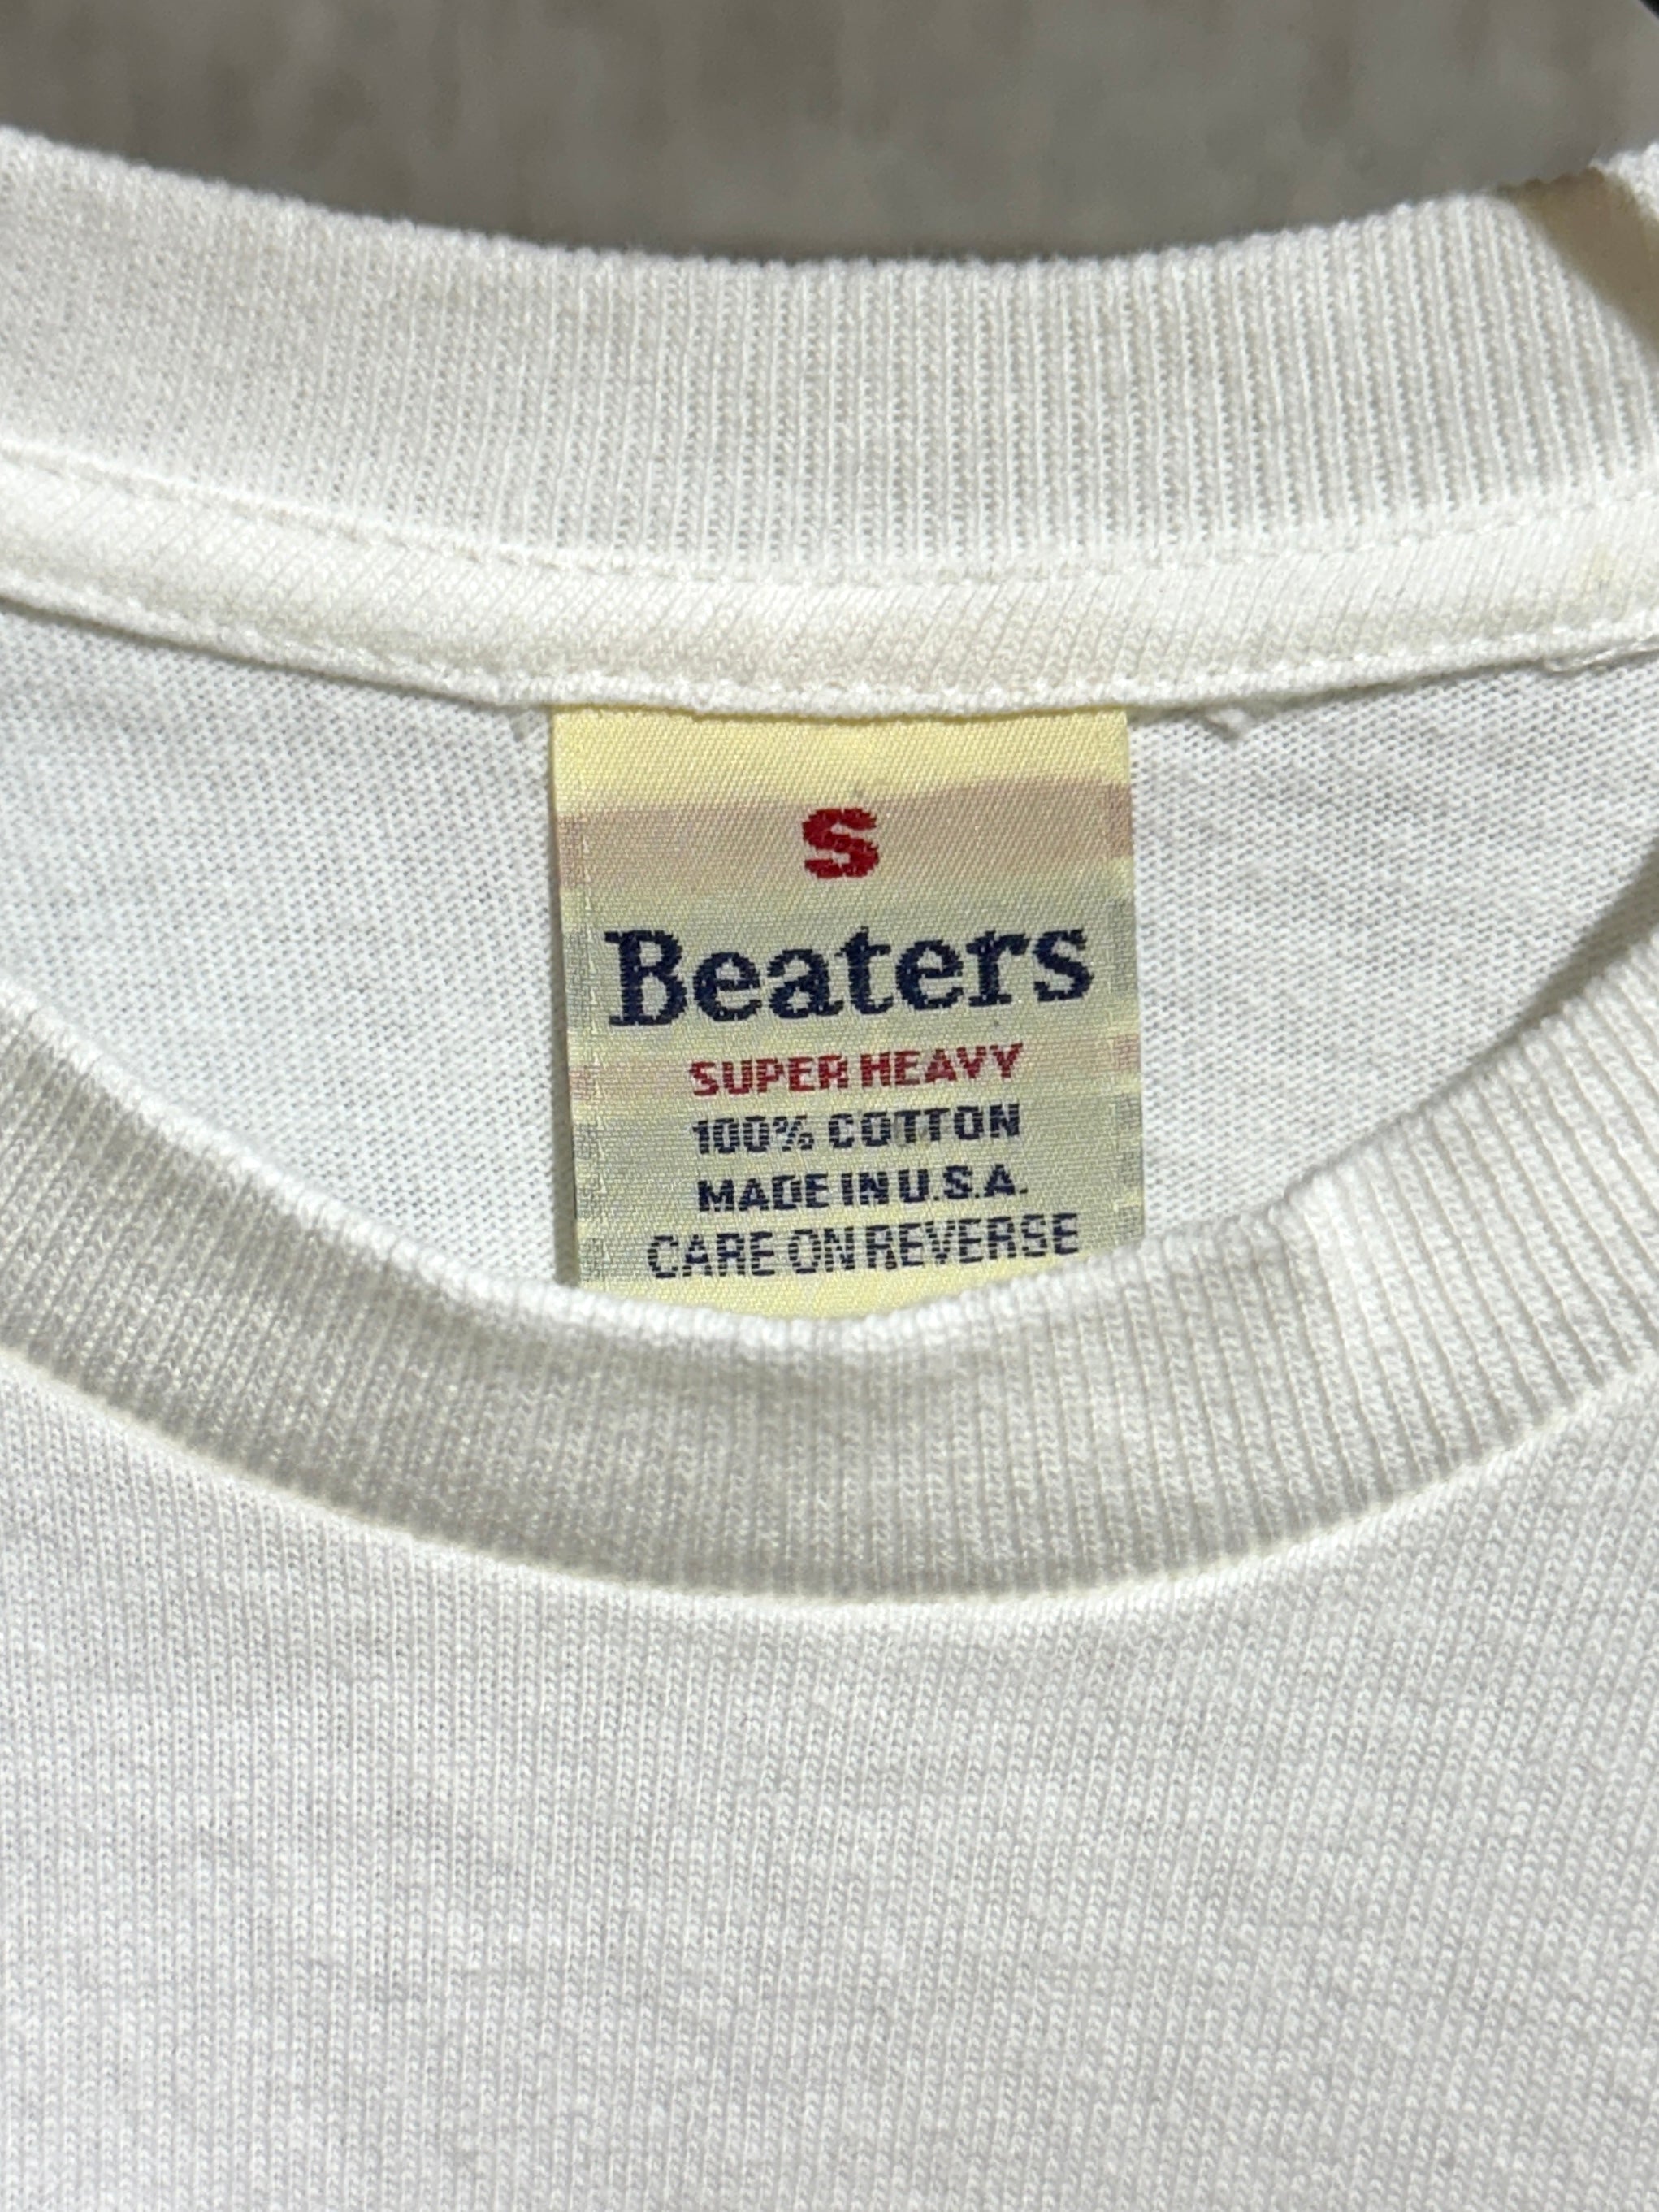 S
Beaters
SUPER HEAVY
100% COTTON
MADE IN U.S.A.
CARE ON REVERSE